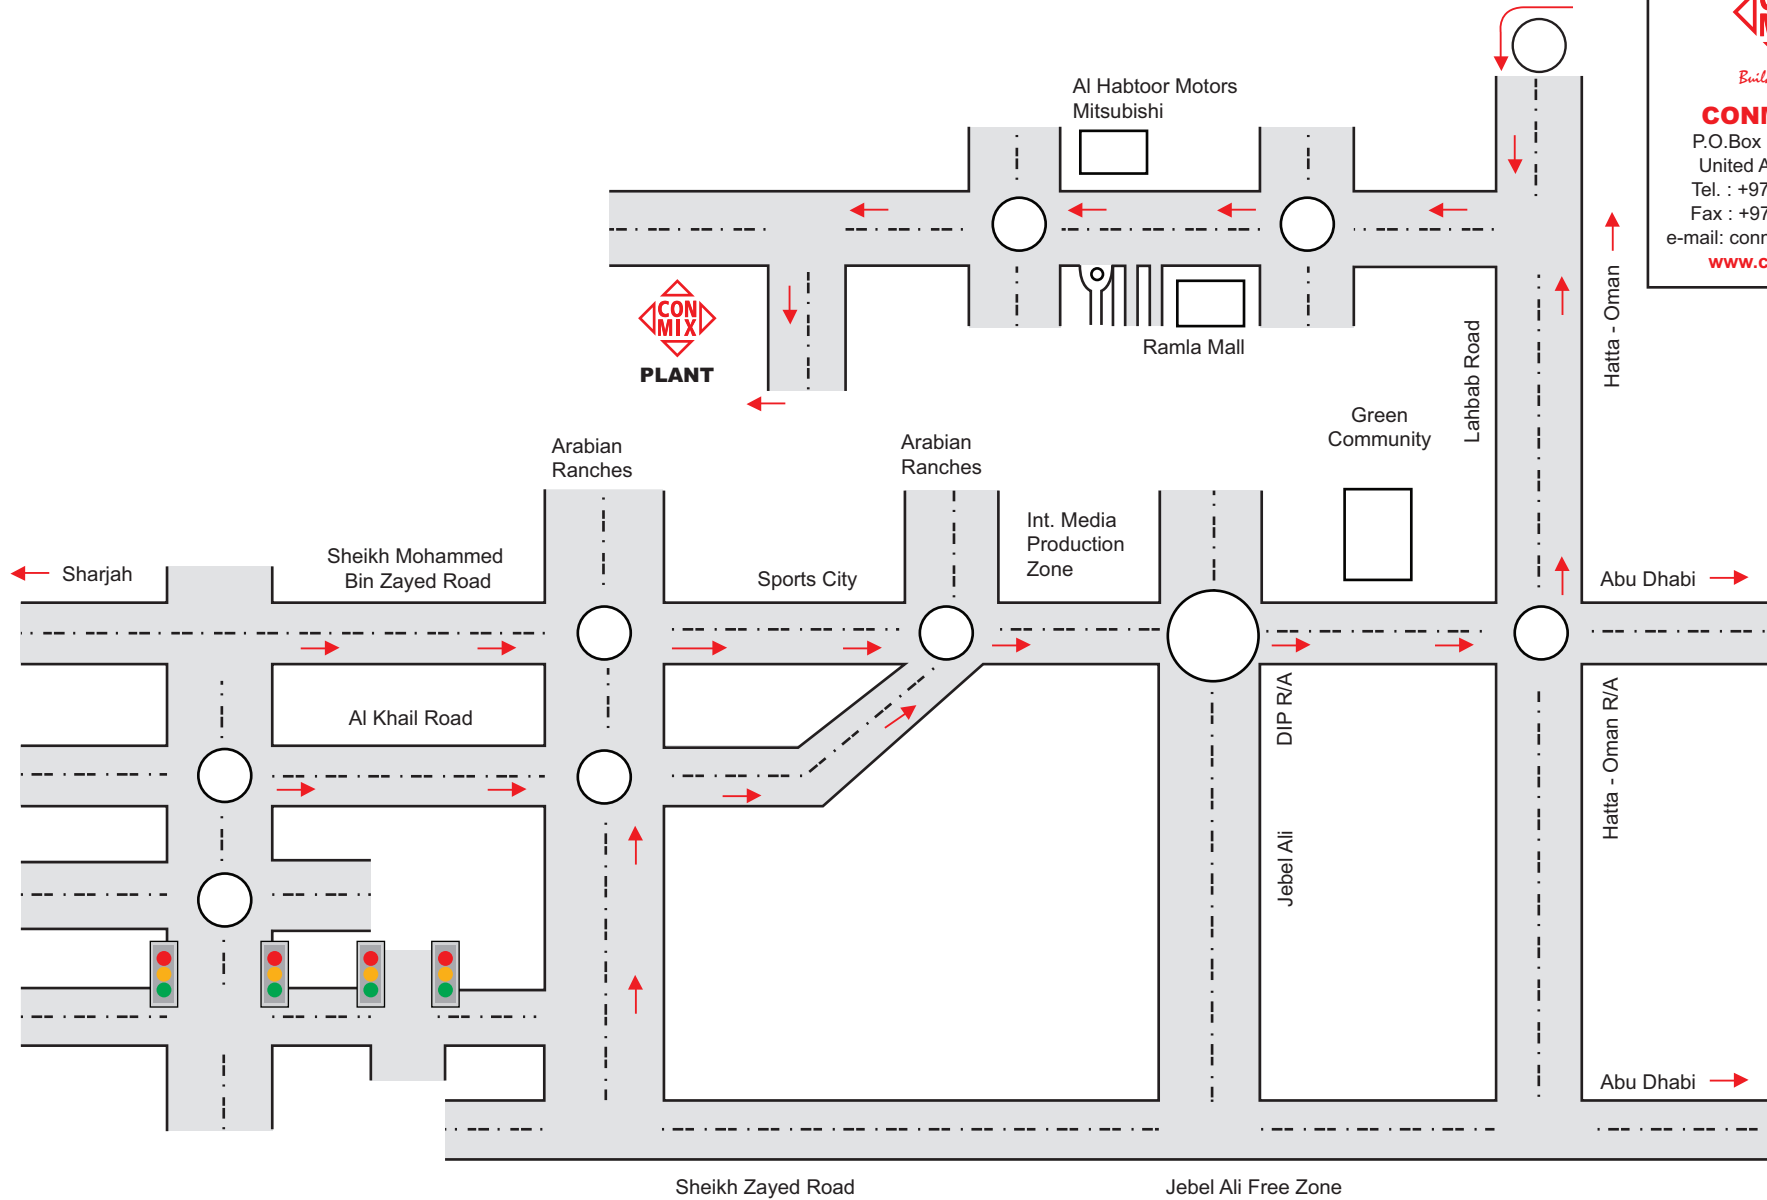 Al Habtoor Motors
Mitsubishi
P.O.Box
United
Tel. : +97
Fax : +97
e-mail:
Hatta - Oman
CON
MIX
PLANT
Ramla Mall
Lahbab Road
Green
Community
Arabian
Ranches
Arabian
Ranches
Int. Media
Production
Zone
Sharjah
Sheikh Mohammed
Bin Zayed Road
Sports City
Abu Dhabi
Al Khail Road
DIP R/A
Hatta - Oman R/A
Jebel Ali
Abu Dhabi
Sheikh Zayed Road
Jebel Ali Free Zone